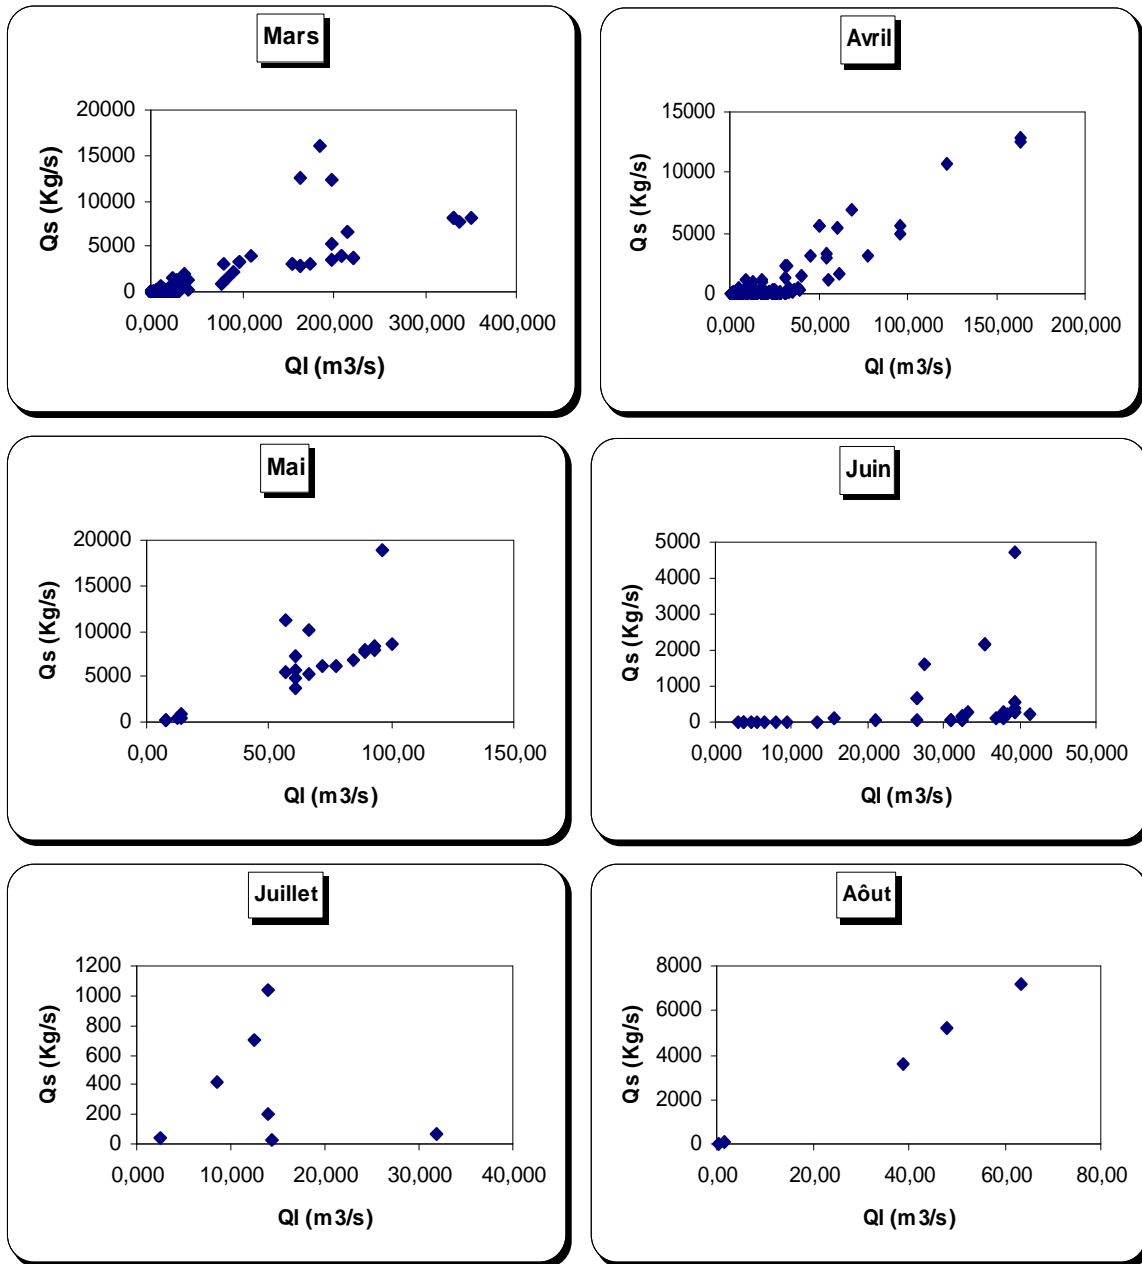 Mars
Qs (Kg/s)
20000
15000
10000
5000
0
0,000 100,000 200,000 300,000 400,000
Ql (m3/s)
Avril
Qs (Kg/s)
15000
10000
5000
0
0,000 50,000 100,000 150,000 200,000
Ql (m3/s)
Mai
Qs (Kg/s)
20000
15000
10000
5000
0
0,00 50,00 100,00 150,00
Ql (m3/s)
Juin
Qs (Kg/s)
5000
4000
3000
2000
1000
0
0,000 10,000 20,000 30,000 40,000 50,000
Ql (m3/s)
Juillet
Qs (Kg/s)
1200
1000
800
600
400
200
0
0,000 10,000 20,000 30,000 40,000
Ql (m3/s)
Aôut
Qs (Kg/s)
8000
6000
4000
2000
0
0,00 20,00 40,00 60,00 80,00
Ql (m3/s)